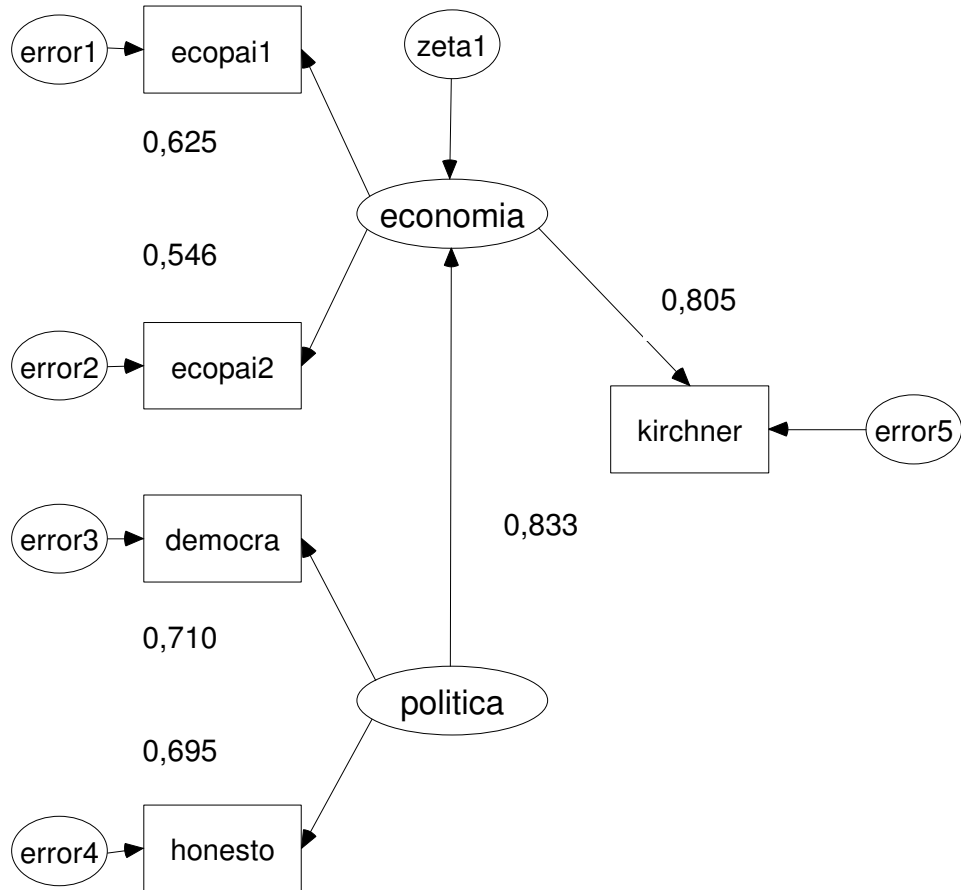 error1
ecopai1
zeta1
0,625
economia
0,546
0,805
error2
ecopai2
kirchner
error5
error3
democra
0,833
0,710
politica
0,695
error4
honesto